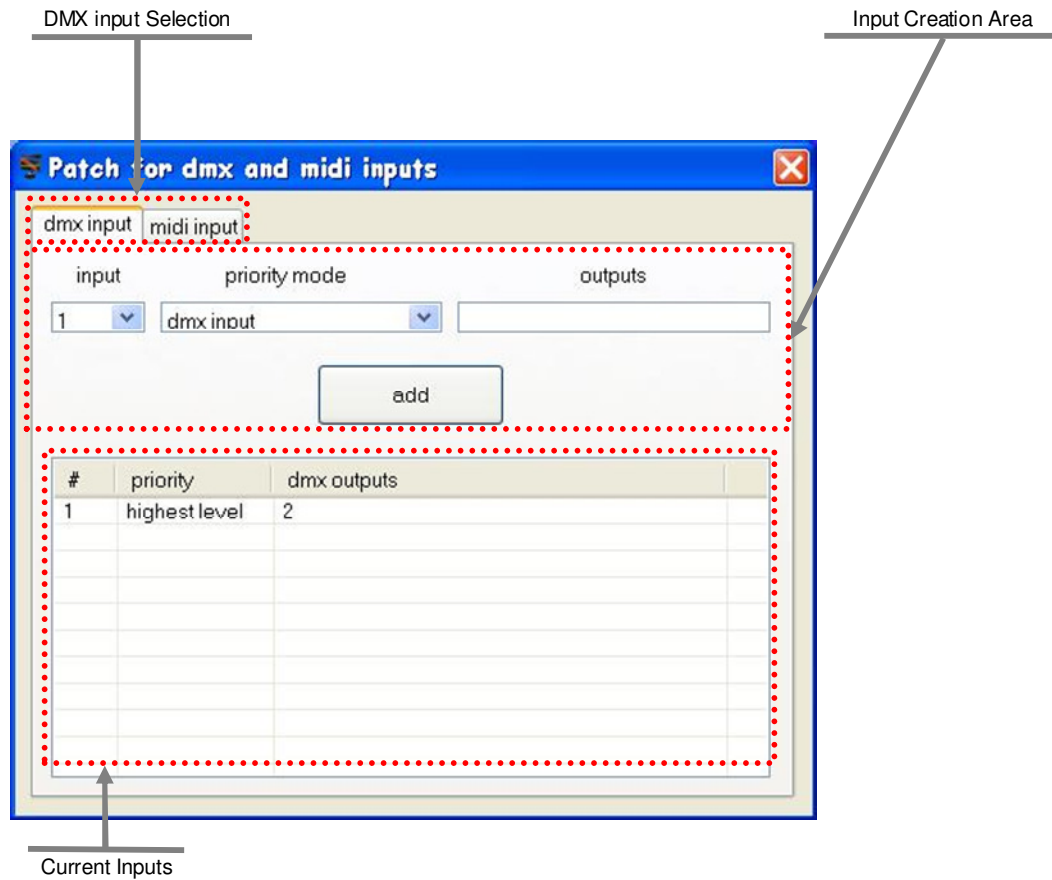 DMX input Selection
Input Creation Area
Patch for dmx and midi inputs
dmx input midi input
input priority mode outputs
1 dmx input
add
# priority dmx outputs
1 highest level 2
Current Inputs